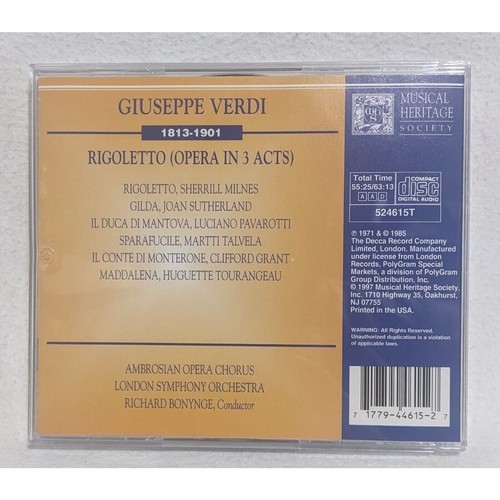 GIUSEPPE VERDI
1813-1901
RIGOLETTO (OPERA IN 3 ACTS)
RIGOLETTO, SHERRILL MILNES
GILDA, JOAN SUTHERLAND
IL DUCA DI MANTOVA, LUCIANO PAVAROTTI
SPARAFUCILE, MARTTI TALVELA
IL CONTE DI MONTERONE, CLIFFORD GRANT
MADDALENA, HUGUETTE TOURANGEAU
AMBROSIAN OPERA CHORUS
LONDON SYMPHONY ORCHESTRA
RICHARD BONYNGE, Conductor
MUSICAL
HERITAGE
SOCIETY
Total Time
55:25/63:13
A A D
COMPACT
disc
DIGITAL AUDIO
524615T
℗ 1971 & © 1985
The Decca Record Company
Limited, London. Manufactured
under license from London
Records, PolyGram Special
Markets, a division of PolyGram
Group Distribution, Inc.
© 1997 Musical Heritage Society,
Inc. 1710 Highway 35, Oakhurst,
NJ 07755
Printed in the USA.
WARNING: All Rights Reserved.
Unauthorized duplication is a violation
of applicable laws.
7 17794-44615-2 7